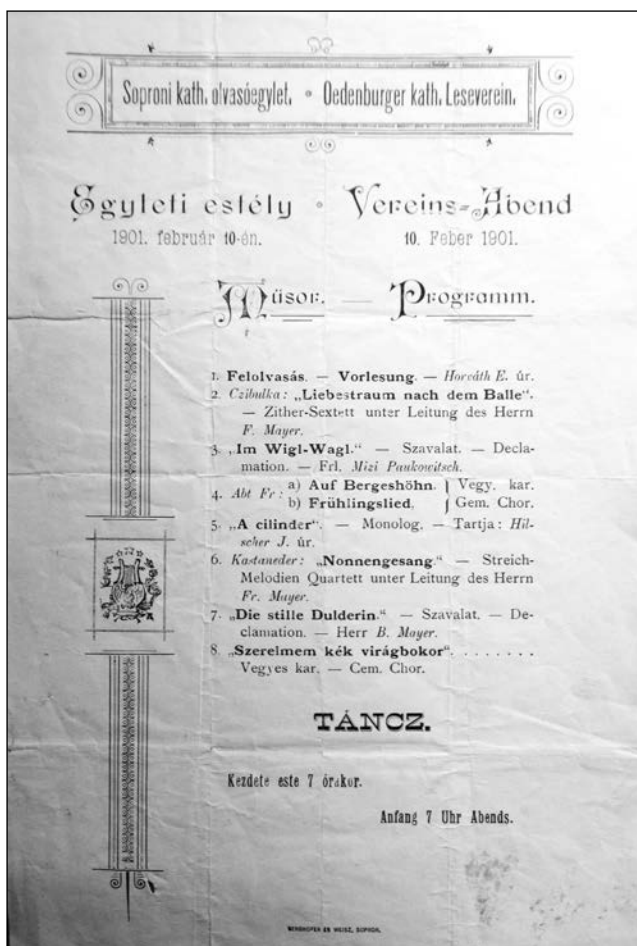 Soproni kath. olvasóegylet. • Oedenburger kath. Leseverein.
Egyleti estély • Vereins-Abend
1901. február 10-én. 10. Feber 1901.
Műsor. — Programm.
1. Felolvasás. — Vorlesung. — Horváth E. úr.
2. Czibulka: „Liebestraum nach dem Balle“.
— Zither-Sextett unter Leitung des Herrn
F. Mayer.
3. „Im Wigl-Wagl.“ — Szavalat. — Decla-
mation. — Frl. Mizi Paukowitsch.
4. Abt Fr: a) Auf Bergeshöhn. } Vegy. kar.
b) Frühlingslied. } Gem. Chor.
5. „A cilinder“. — Monolog. — Tartja: Hil-
scher J. úr.
6. Kastaneder: „Nonnengesang.“ — Streich-
Melodien Quartett unter Leitung des Herrn
Fr. Mayer.
7. „Die stille Dulderin.“ — Szavalat. — De-
clamation. — Herr B. Mayer.
8. „Szerelmem kék virágbokor“. . . . . . . .
Vegyes kar. — Cem. Chor.
TÁNCZ.
Kezdete este 7 órakor.
Anfang 7 Uhr Abends.
WEISZ, SOPRON.